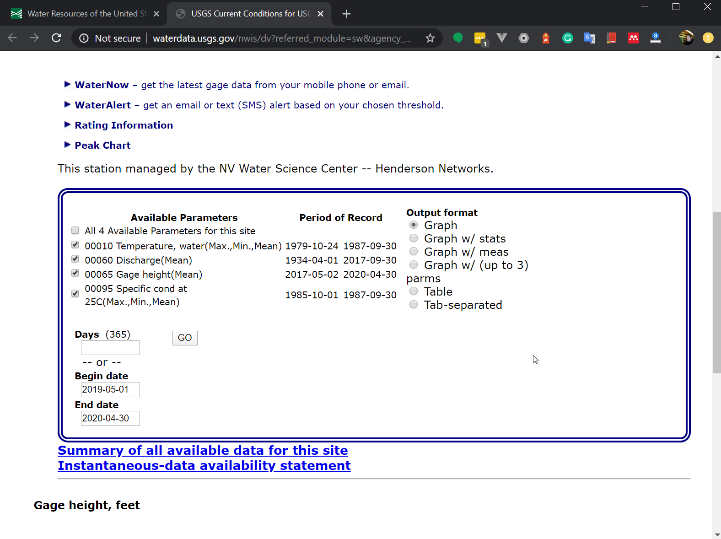 Water Resources of the United St
USGS Current Conditions for USG
Not secure | waterdata.usgs.gov/nwis/dv?referred_module=sw&agency_...
1
WaterNow – get the latest gage data from your mobile phone or email.
WaterAlert – get an email or text (SMS) alert based on your chosen threshold.
Rating Information
Peak Chart
This station managed by the NV Water Science Center -- Henderson Networks.
Available Parameters Period of Record Output format
All 4 Available Parameters for this site Graph
00010 Temperature, water(Max.,Min.,Mean) 1979-10-24 1987-09-30 Graph w/ stats
00060 Discharge(Mean) 1934-04-01 2017-09-30 Graph w/ meas
00065 Gage height(Mean) 2017-05-02 2020-04-30 Graph w/ (up to 3)
parms
00095 Specific cond at
25C(Max.,Min.,Mean) 1985-10-01 1987-09-30 Table
Tab-separated
Days (365) GO
-- or --
Begin date
2019-05-01
End date
2020-04-30
Summary of all available data for this site
Instantaneous-data availability statement
Gage height, feet